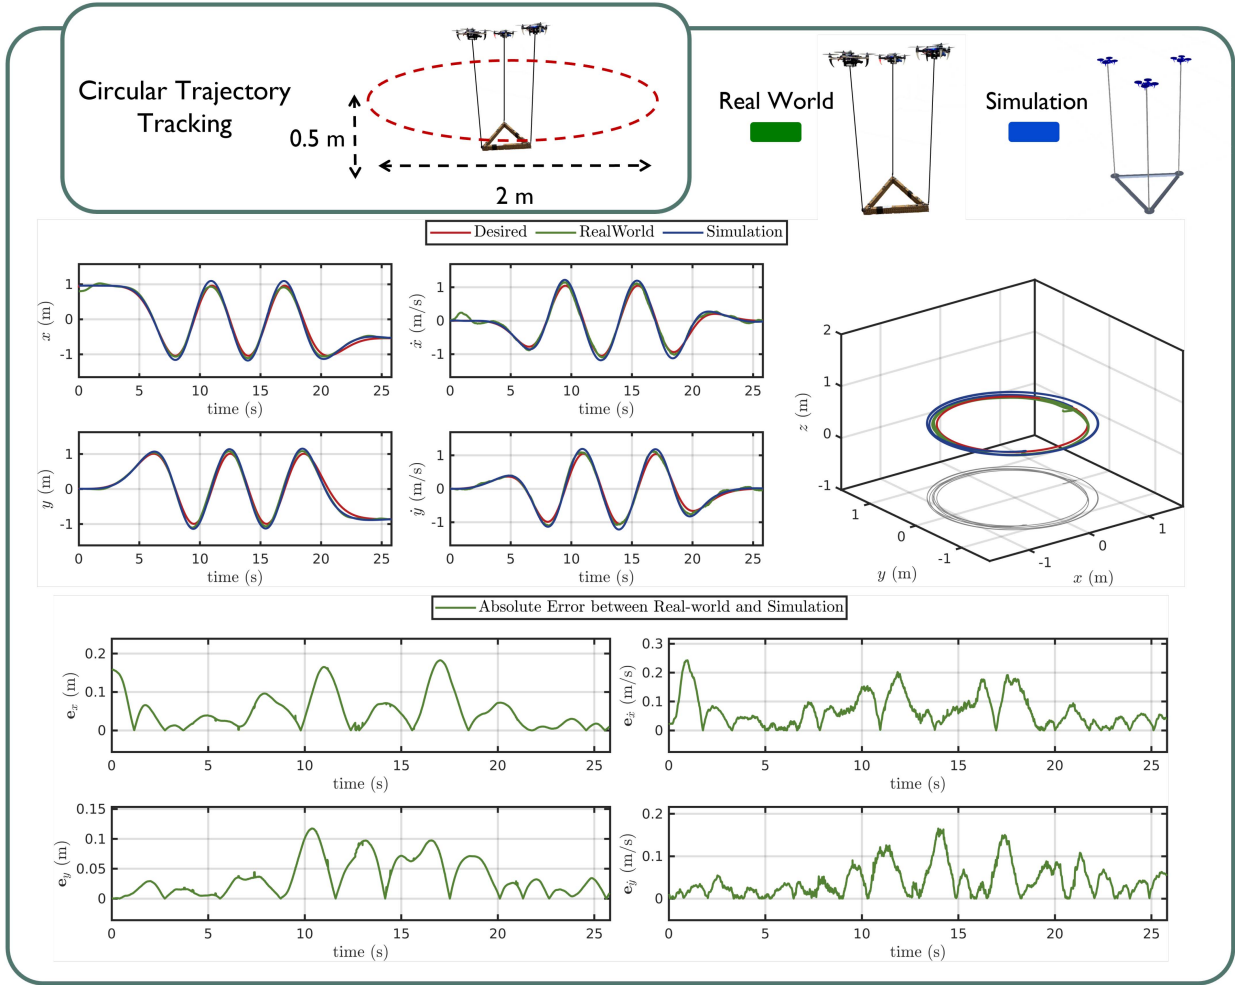 Circular Trajectory
Tracking
0.5 m
2 m
Real World
Simulation
Desired RealWorld Simulation
x (m)
1
0
-1
0 5 10 15 20 25
time (s)
ẋ (m/s)
1
0
-1
0 5 10 15 20 25
time (s)
y (m)
1
0
-1
0 5 10 15 20 25
time (s)
ẏ (m/s)
1
0
-1
0 5 10 15 20 25
time (s)
z (m)
2
1
0
-1
1
0
-1
y (m)
-1
0
1
x (m)
Absolute Error between Real-world and Simulation
eₓ (m)
0.2
0.1
0
0 5 10 15 20 25
time (s)
e_ẋ (m/s)
0.3
0.2
0.1
0
0 5 10 15 20 25
time (s)
e_y (m)
0.15
0.1
0.05
0
0 5 10 15 20 25
time (s)
e_ẏ (m/s)
0.2
0.1
0
0 5 10 15 20 25
time (s)